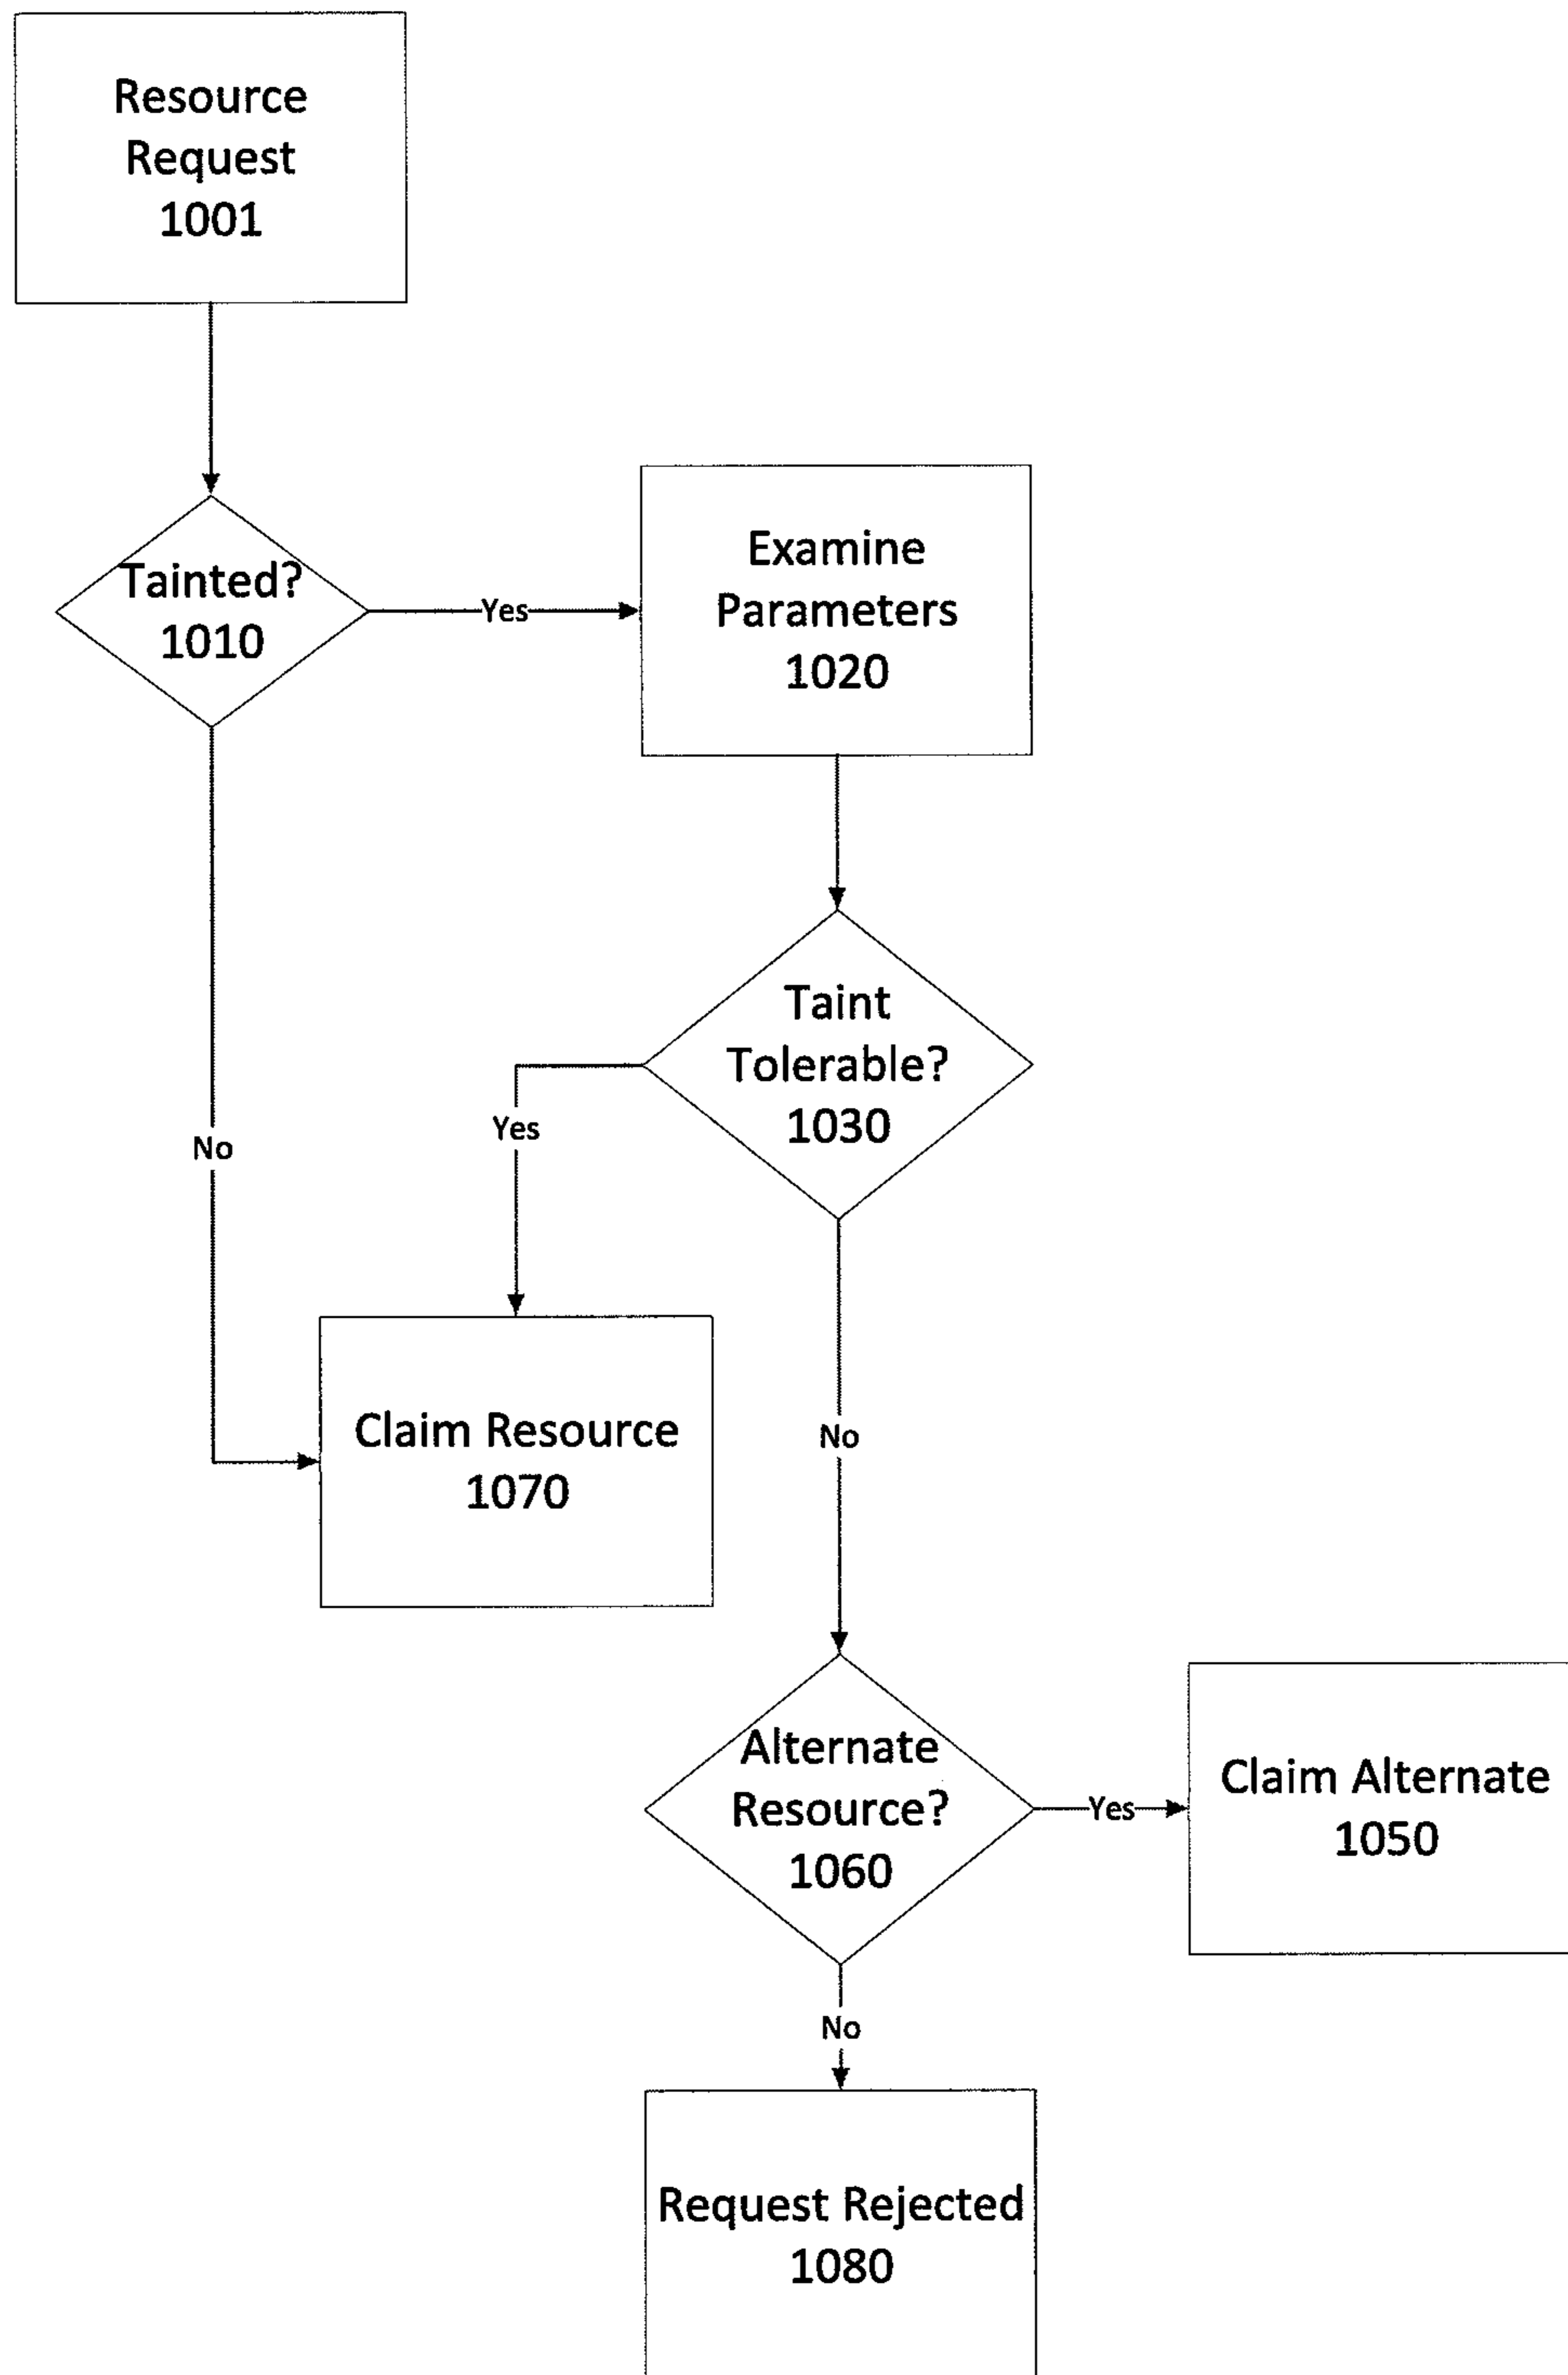 Resource
Request
1001
Tainted?
1010
Yes
Examine
Parameters
1020
Taint
Tolerable?
1030
Yes
No
Claim Resource
1070
No
Alternate
Resource?
1060
Yes
Claim Alternate
1050
No
Request Rejected
1080